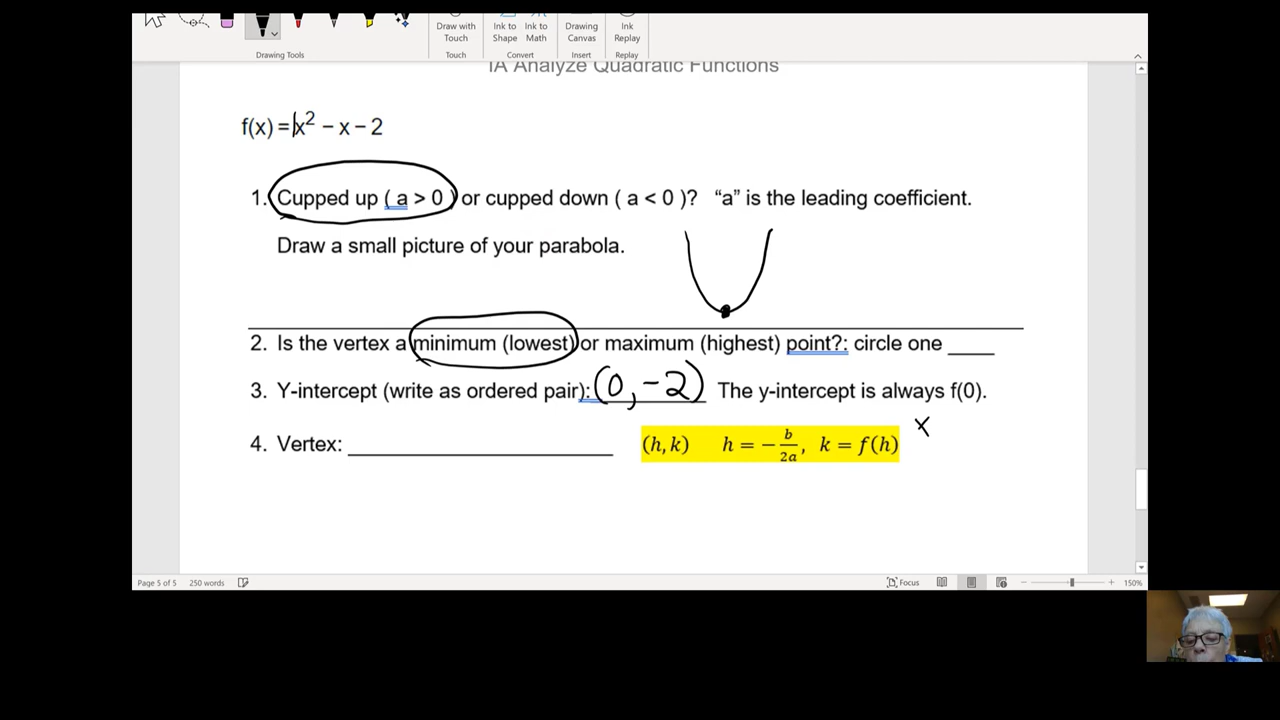 Draw with Touch
Ink to Shape
Ink to Math
Drawing Canvas
Ink Replay
Drawing Tools
Touch
Convert
Insert
Replay
IA Analyze Quadratic Functions
f(x) = x² – x – 2
1. Cupped up ( a > 0 ) or cupped down ( a < 0 )? “a” is the leading coefficient.
Draw a small picture of your parabola.
2. Is the vertex a minimum (lowest) or maximum (highest) point?: circle one ____
3. Y-intercept (write as ordered pair): (0, -2) The y-intercept is always f(0).
x
4. Vertex: ____________________ (h, k) h = −b/2a, k = f(h)
Page 5 of 5 250 words Focus 150%